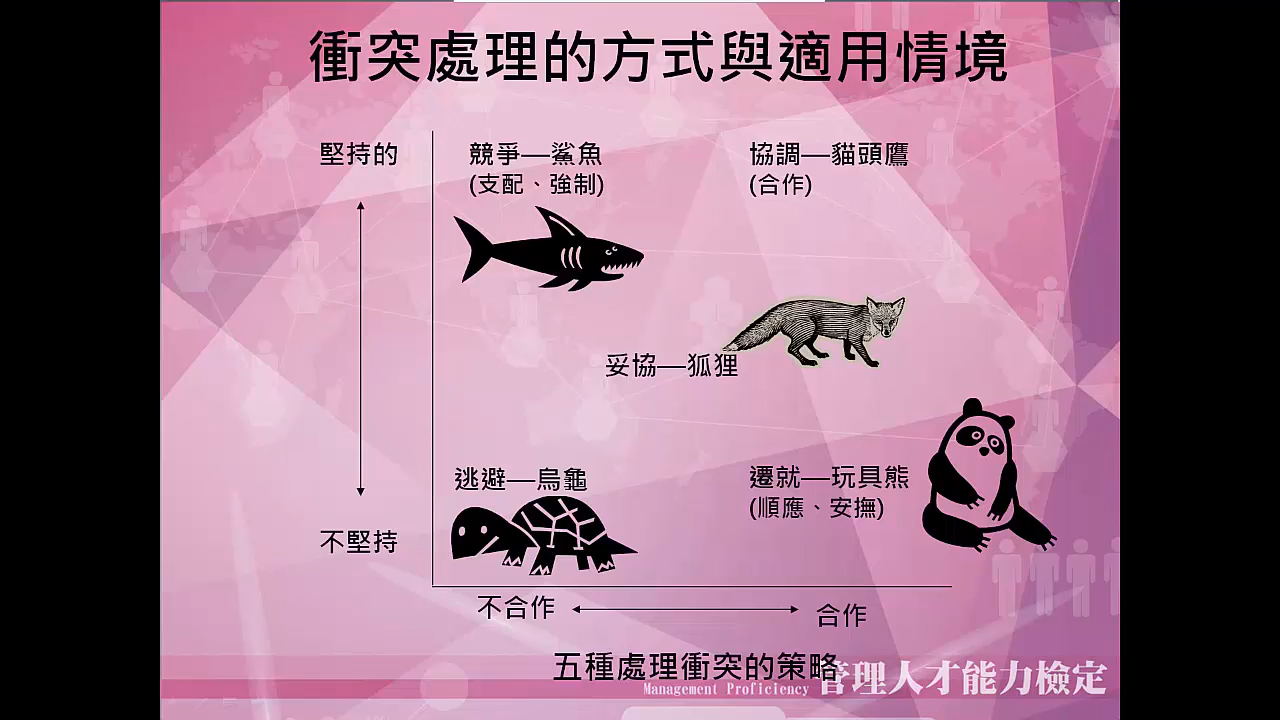 衝突處理的方式與適用情境
堅持的
競爭—鯊魚
(支配、強制)
協調—貓頭鷹
(合作)
妥協—狐狸
逃避—烏龜
遷就—玩具熊
(順應、安撫)
不堅持
不合作
合作
五種處理衝突的策略
管理人才能力檢定
Management Proficiency